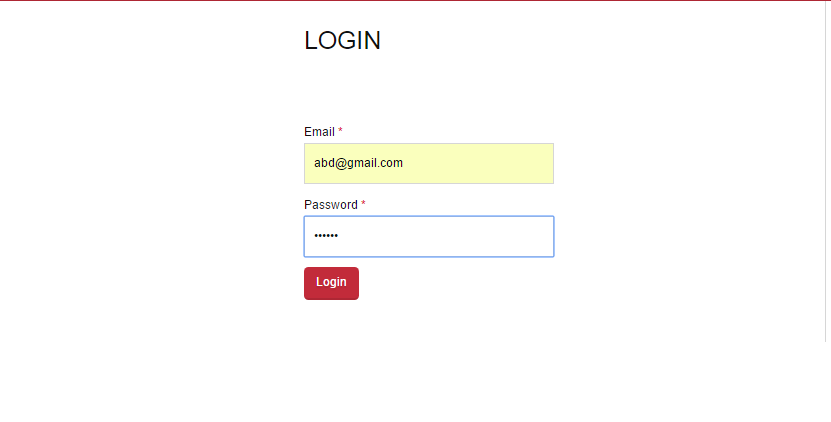 LOGIN
Email *
abd@gmail.com
Password *
••••••
Login